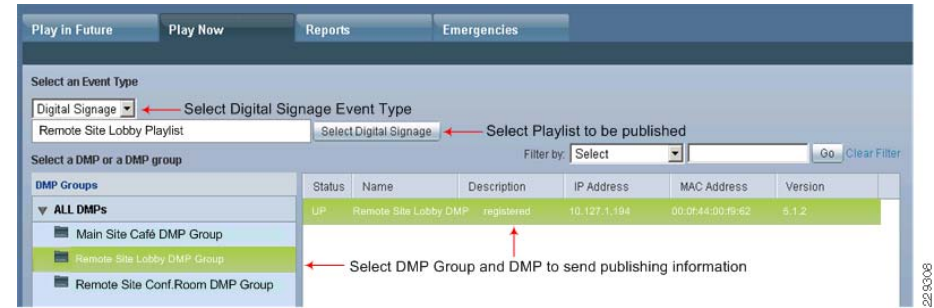 Play in Future Play Now Reports Emergencies
Select an Event Type
Digital Signage Select Digital Signage Event Type
Remote Site Lobby Playlist Select Digital Signage Select Playlist to be published
Select a DMP or a DMP group Filter by: Select Go Clear Filter
DMP Groups Status Name Description IP Address MAC Address Version
ALL DMPs UP Remote Site Lobby DMP registered 10.127.1.194 00:0f:44:00:f9:62 5.1.2
Main Site Café DMP Group
Remote Site Lobby DMP Group Select DMP Group and DMP to send publishing information
Remote Site Conf.Room DMP Group
229308